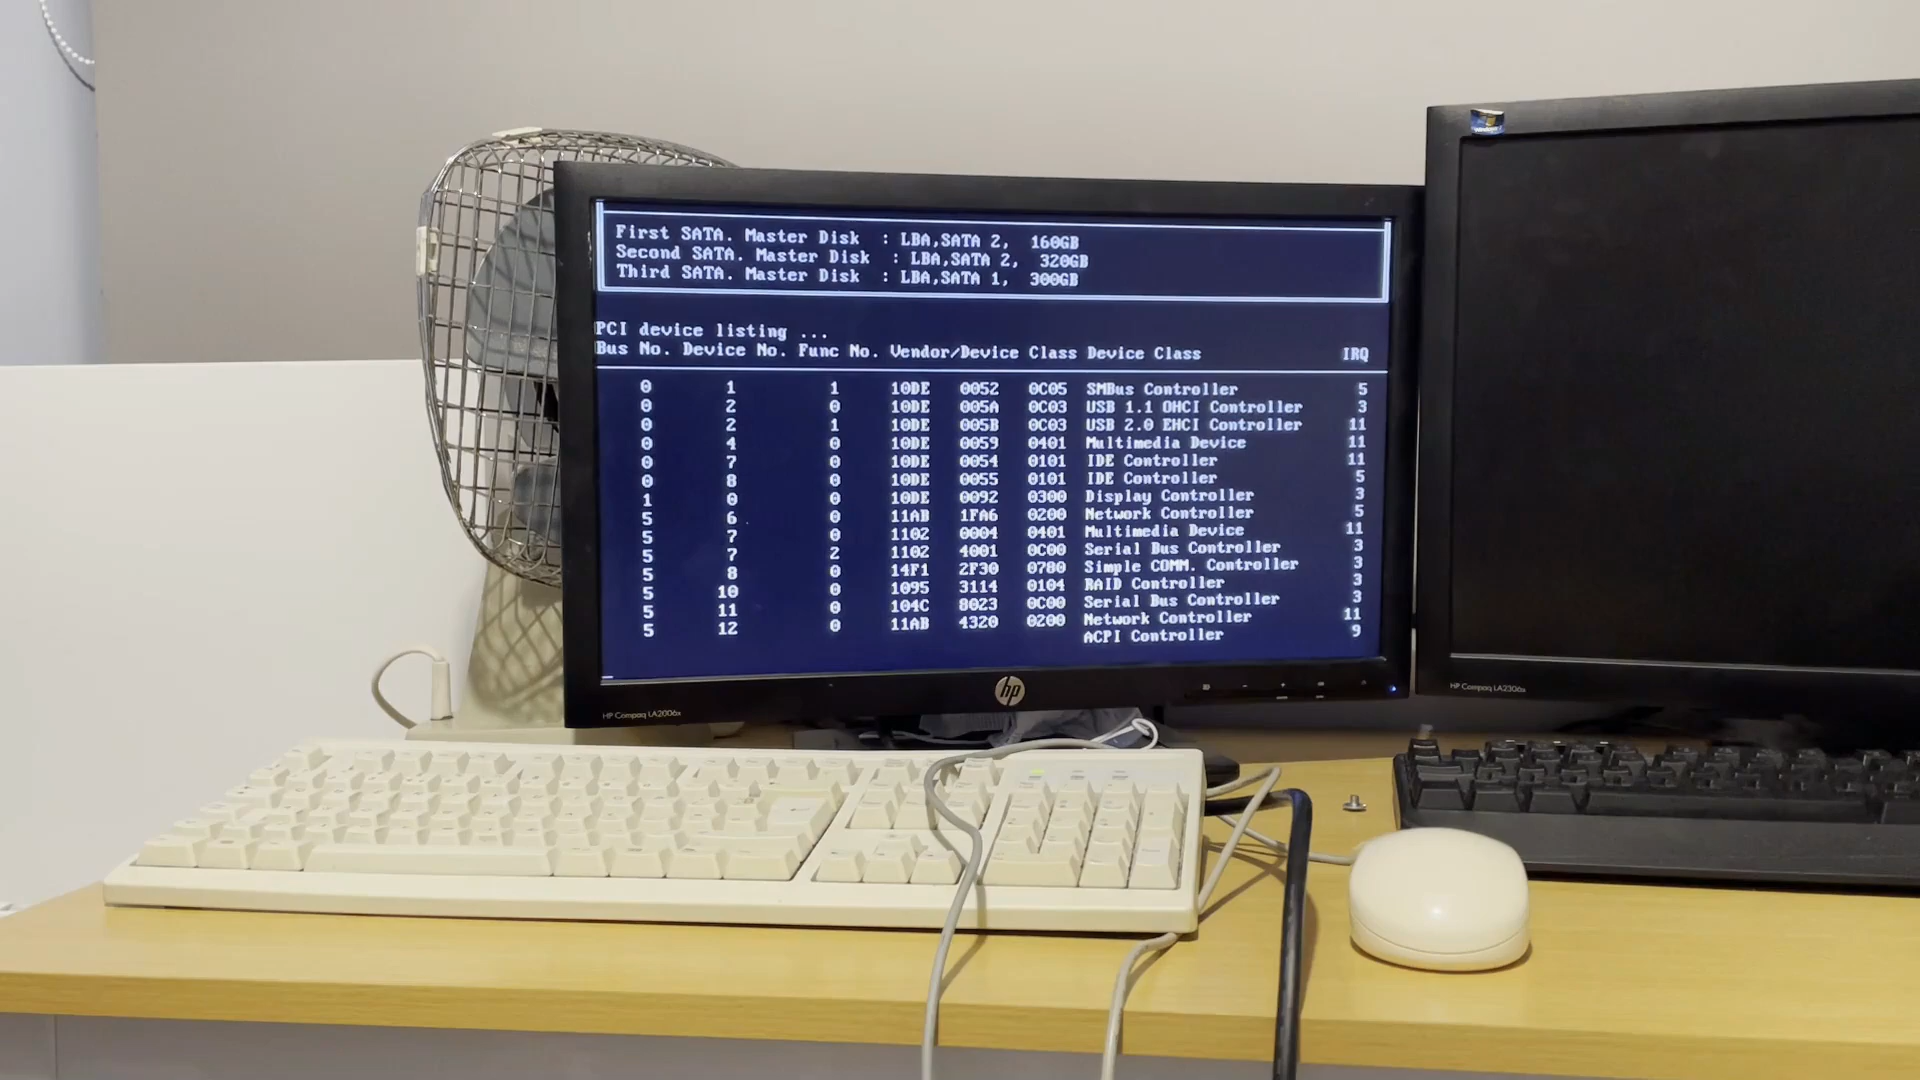 First SATA. Master Disk : LBA,SATA 2, 160GB
Second SATA. Master Disk : LBA,SATA 2, 320GB
Third SATA. Master Disk : LBA,SATA 1, 300GB
PCI device listing ...
Bus No. Device No. Func No. Vendor/Device Class Device Class IRQ
0 1 1 10DE 0052 0C05 SMBus Controller 5
0 2 0 10DE 005A 0C03 USB 1.1 OHCI Controller 3
0 2 1 10DE 005B 0C03 USB 2.0 EHCI Controller 11
0 4 0 10DE 0059 0401 Multimedia Device 11
0 7 0 10DE 0054 0101 IDE Controller 11
0 8 0 10DE 0055 0101 IDE Controller 5
1 0 0 10DE 0092 0300 Display Controller 3
5 6 0 11AB 1FA6 0200 Network Controller 5
5 7 0 1102 0004 0401 Multimedia Device 11
5 7 2 1102 4001 0C00 Serial Bus Controller 3
5 8 0 14F1 2F30 0780 Simple COMM. Controller 3
5 10 0 1095 3114 0104 RAID Controller 3
5 11 0 104C 8023 0C00 Serial Bus Controller 3
5 12 0 11AB 4320 0200 Network Controller 11
ACPI Controller 9
hp
HP Compaq LA2006x
HP Compaq LA2306x